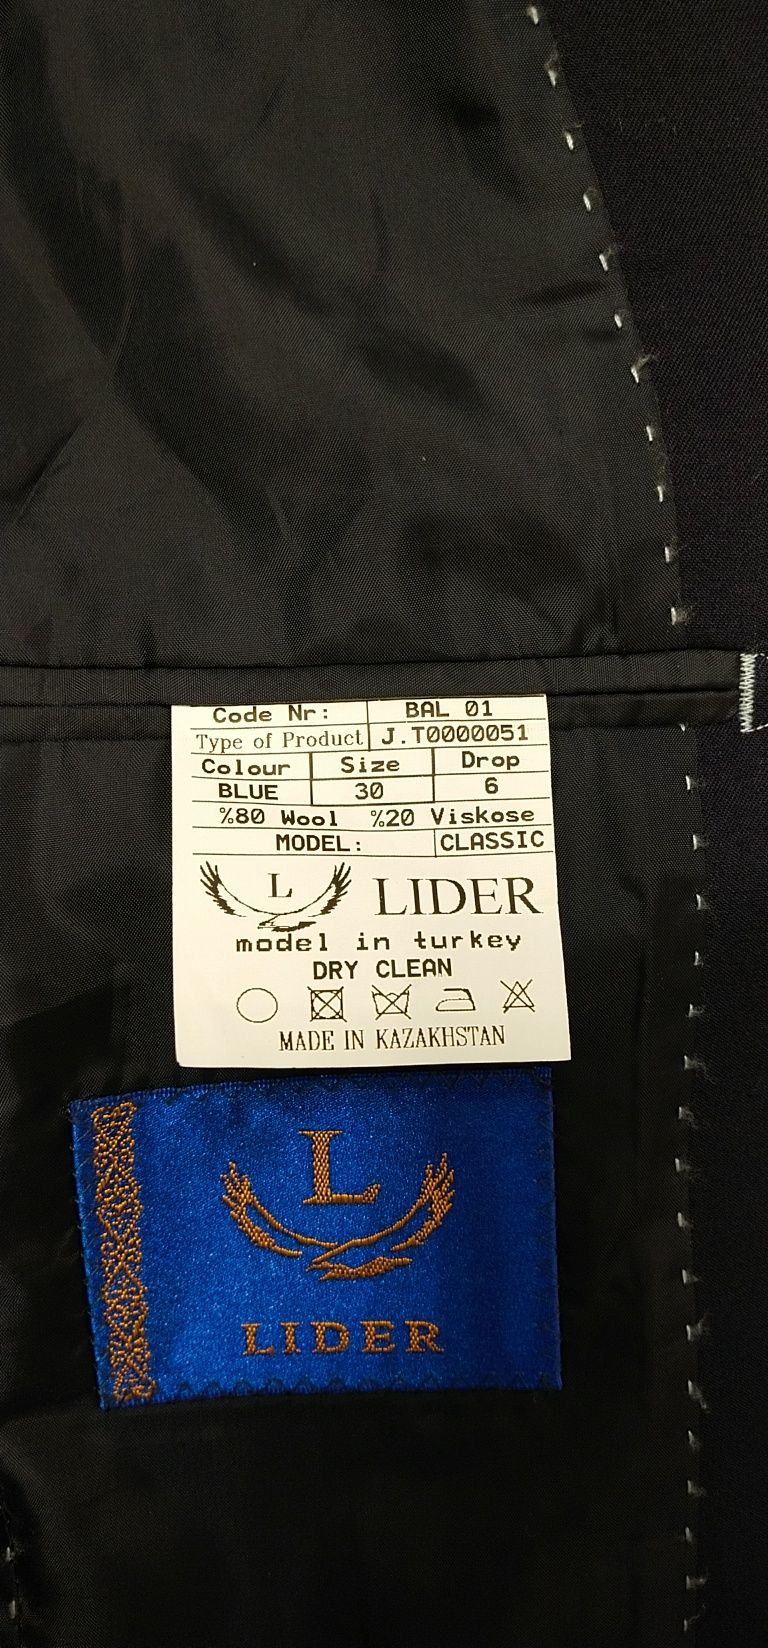 Code Nr: BAL 01
Type of Product J.T0000051
Colour Size Drop
BLUE 30 6
%80 Wool %20 Viskose
MODEL: CLASSIC
L LIDER
model in turkey
DRY CLEAN
MADE IN KAZAKHSTAN
L
LIDER